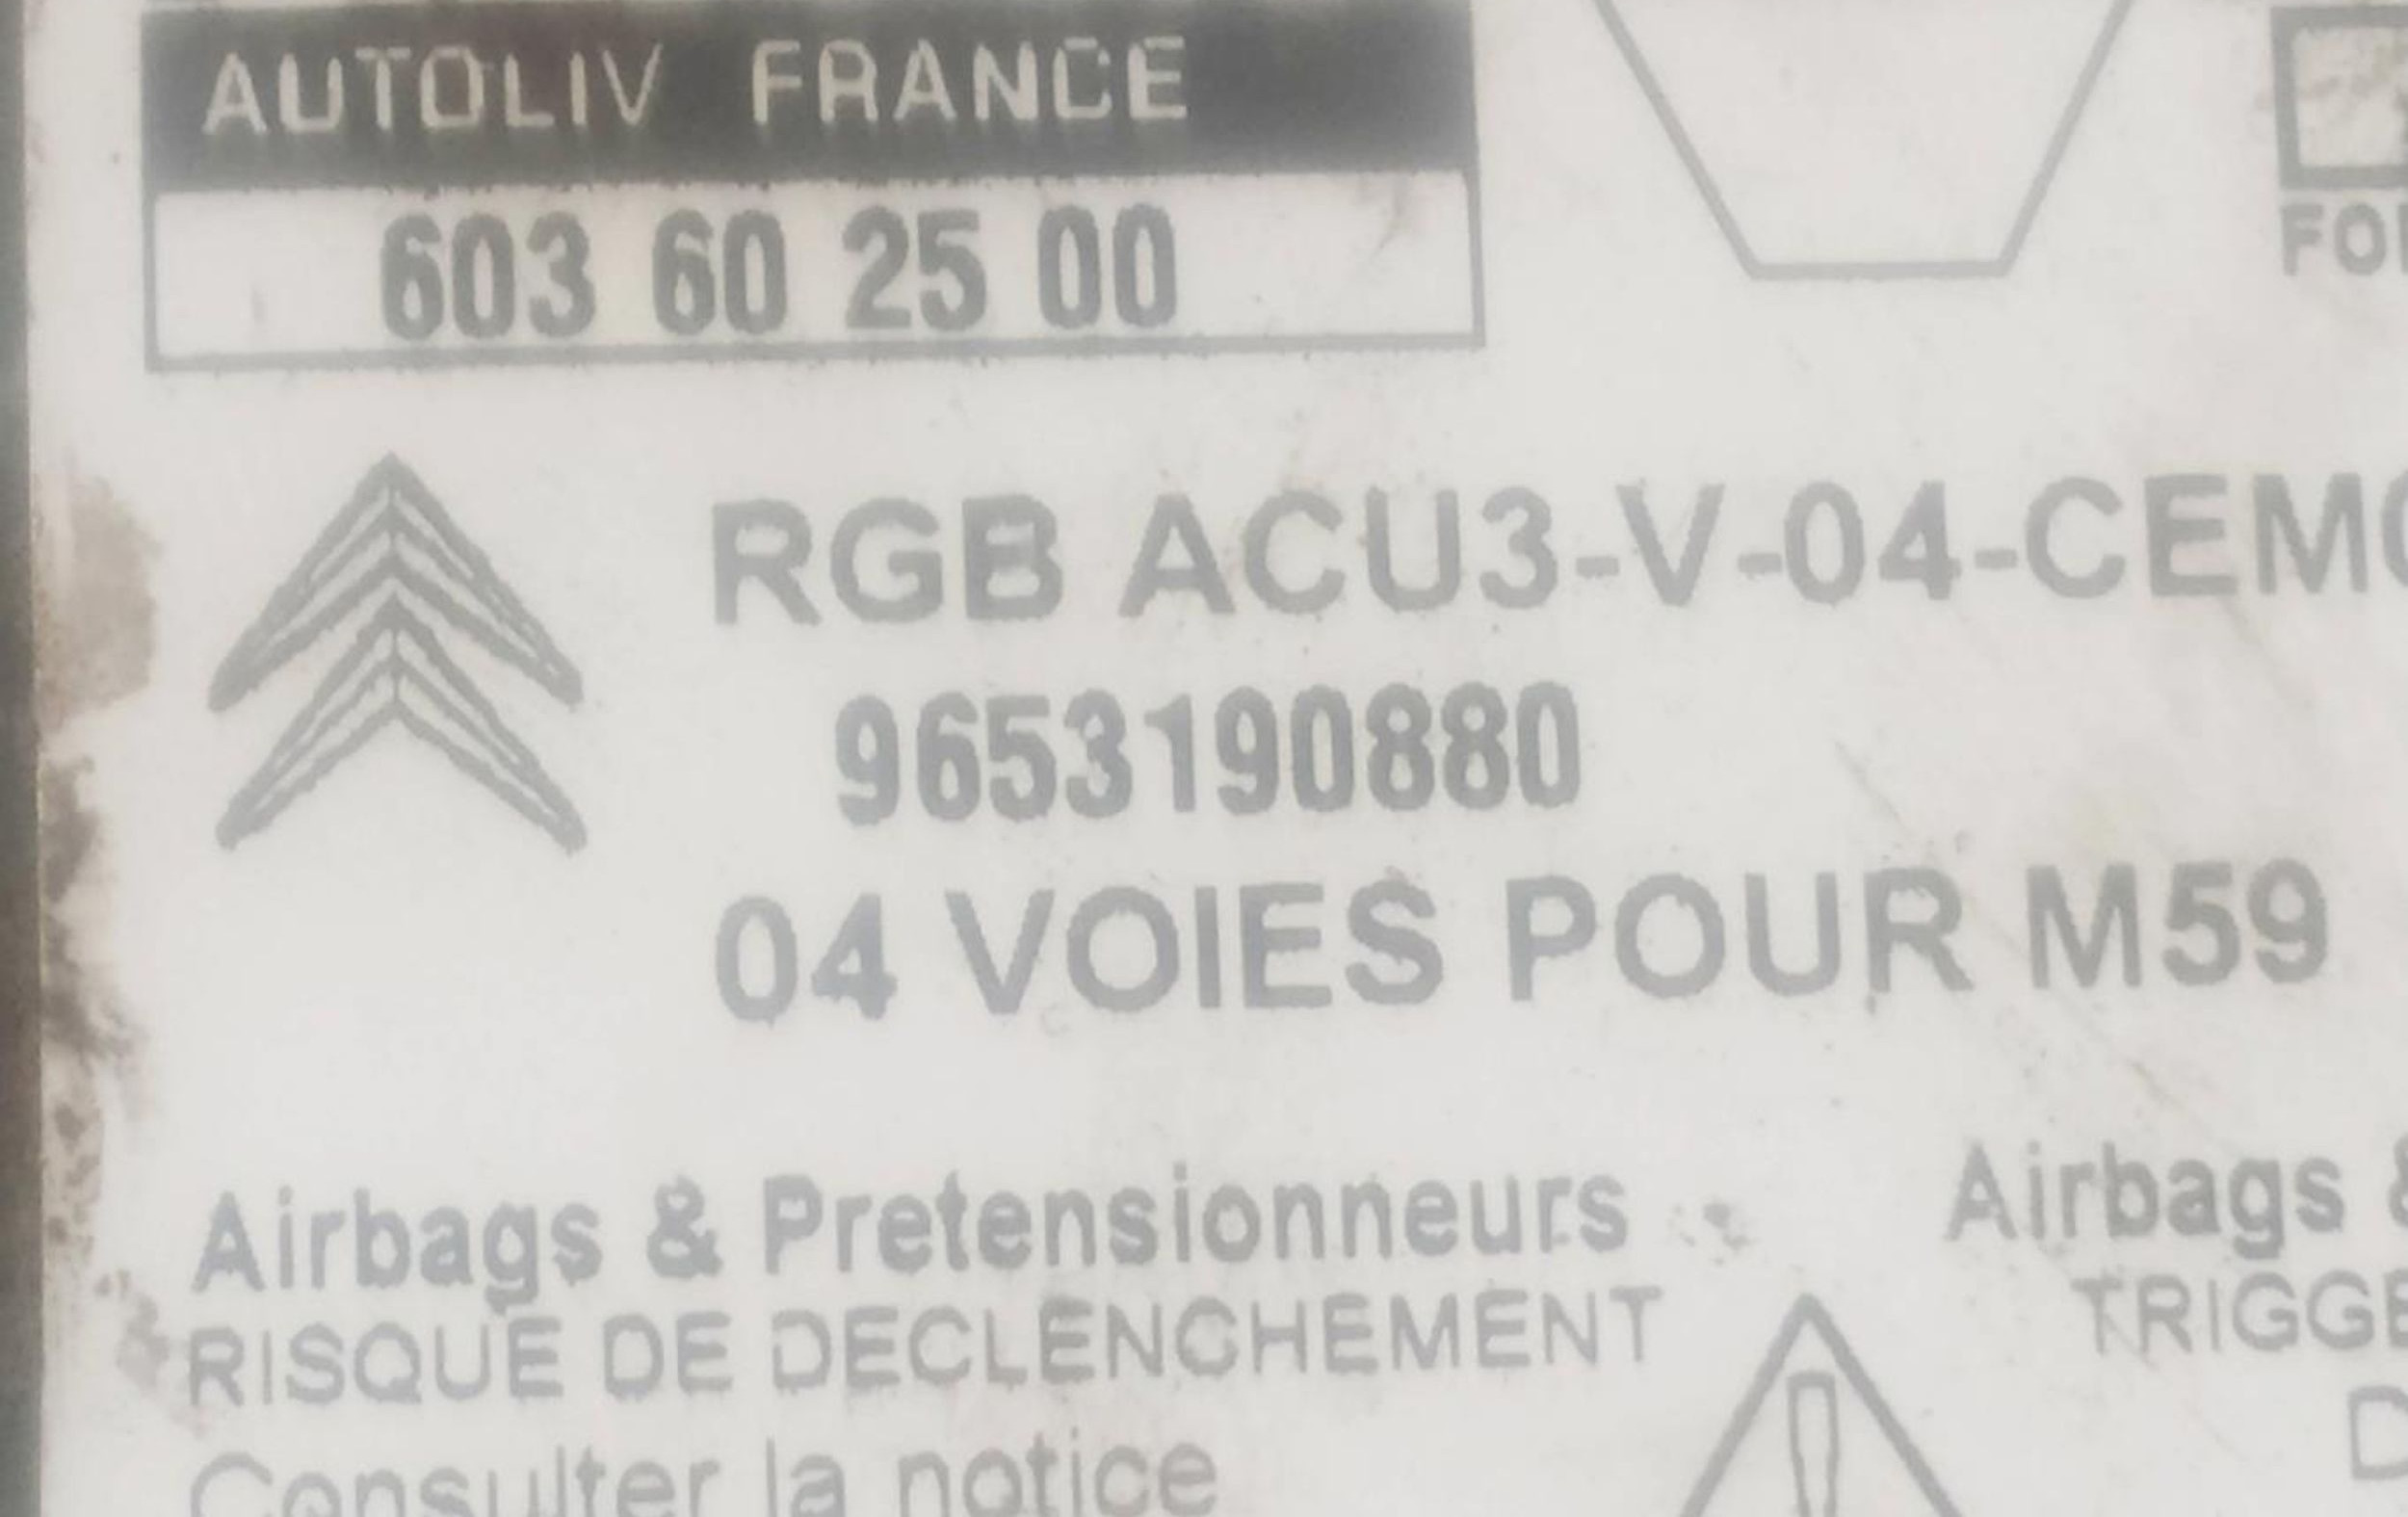 AUTOLIV FRANCE
603 60 25 00
RGB ACU3-V-04-CEM
9653190880
04 VOIES POUR M59
Airbags & Pretensionneurs
RISQUE DE DECLENCHEMENT
Consulter la notice
Airbags &